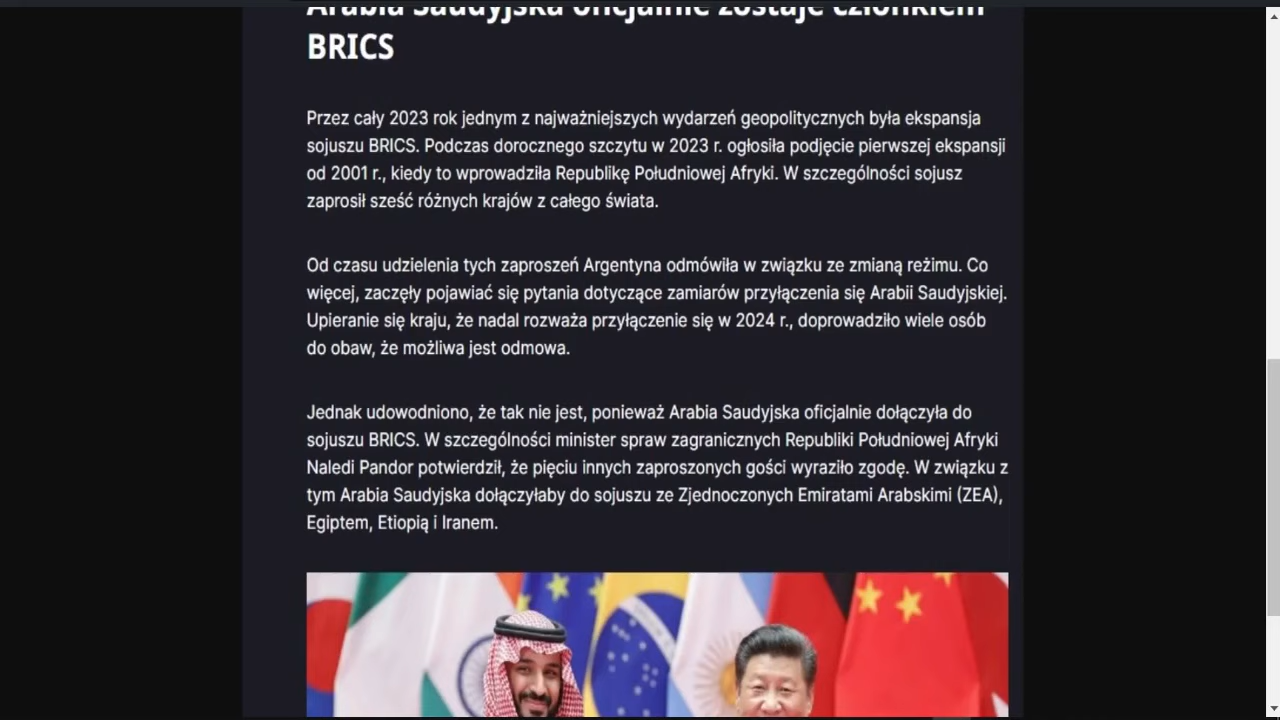 Arabia Saudyjska oficjalnie zostaje członkiem
BRICS
Przez cały 2023 rok jednym z najważniejszych wydarzeń geopolitycznych była ekspansja
sojuszu BRICS. Podczas dorocznego szczytu w 2023 r. ogłosiła podjęcie pierwszej ekspansji
od 2001 r., kiedy to wprowadziła Republikę Południowej Afryki. W szczególności sojusz
zaprosił sześć różnych krajów z całego świata.
Od czasu udzielenia tych zaproszeń Argentyna odmówiła w związku ze zmianą reżimu. Co
więcej, zaczęły pojawiać się pytania dotyczące zamiarów przyłączenia się Arabii Saudyjskiej.
Upieranie się kraju, że nadal rozważa przyłączenie się w 2024 r., doprowadziło wiele osób
do obaw, że możliwa jest odmowa.
Jednak udowodniono, że tak nie jest, ponieważ Arabia Saudyjska oficjalnie dołączyła do
sojuszu BRICS. W szczególności minister spraw zagranicznych Republiki Południowej Afryki
Naledi Pandor potwierdził, że pięciu innych zaproszonych gości wyraziło zgodę. W związku z
tym Arabia Saudyjska dołączyłaby do sojuszu ze Zjednoczonych Emiratami Arabskimi (ZEA),
Egiptem, Etiopią i Iranem.